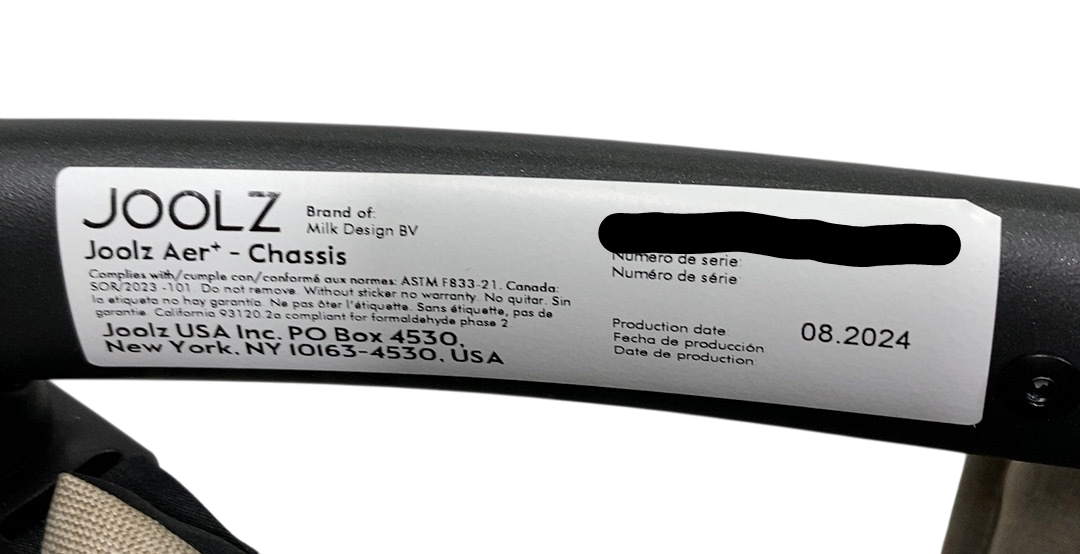 JOOLZ
Brand of:
Milk Design BV
Joolz Aer+ - Chassis
Complies with/cumple con/conformé aux normes: ASTM F833-21. Canada:
SOR/2023 -101. Do not remove. Without sticker no warranty. No quitar. Sin
la etiqueta no hay garantía. Ne pas ôter l'étiquette. Sans étiquette, pas de
garantie. California 93120.2a compliant for formaldehyde phase 2
Joolz USA Inc. PO Box 4530,
New York, NY 10163-4530, USA
Número de serie:
Numéro de série
Production date
Fecha de producción
Date de production
08.2024